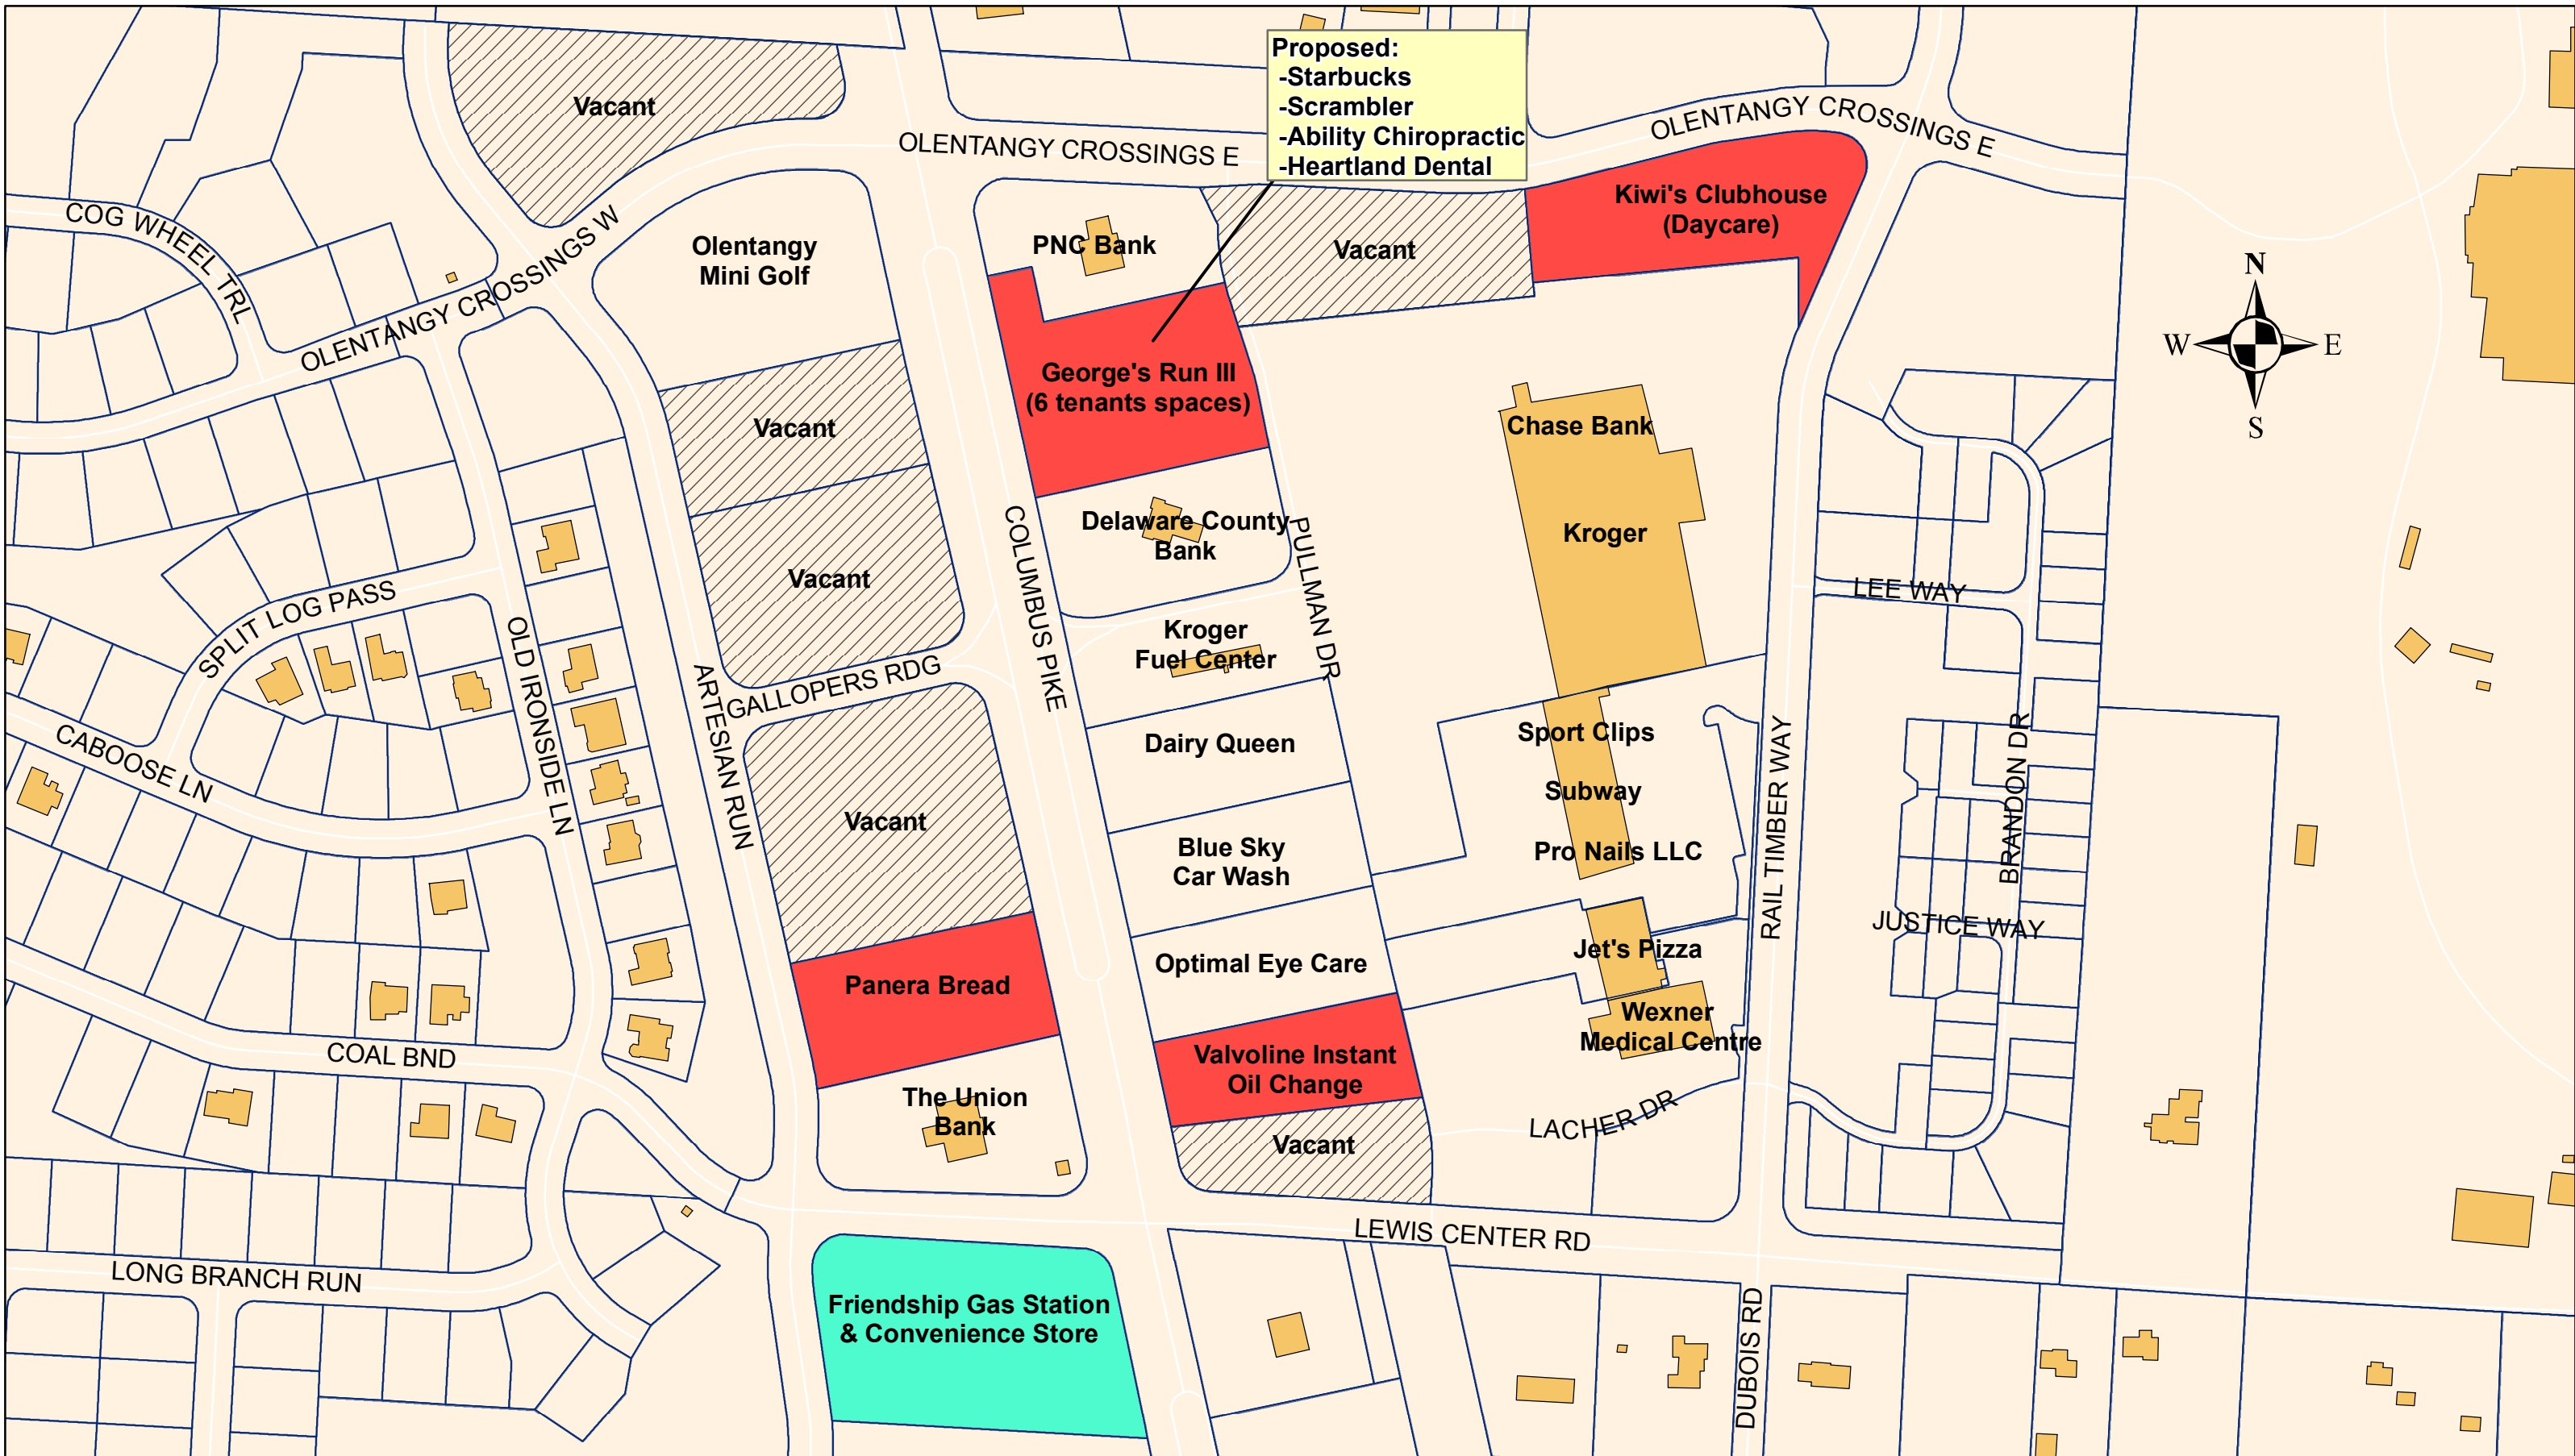 Proposed:
-Starbucks
-Scrambler
-Ability Chiropractic
-Heartland Dental
Vacant
OLENTANGY CROSSINGS E
OLENTANGY CROSSINGS E
Kiwi's Clubhouse
(Daycare)
COG WHEEL TRL
OLENTANGY CROSSINGS W
Olentangy
Mini Golf
PNC Bank
Vacant
N
W
E
S
George's Run III
(6 tenants spaces)
Vacant
Chase Bank
Kroger
Delaware County
Bank
COLUMBUS PIKE
PULLMAN DR
Vacant
LEE WAY
SPLIT LOG PASS
OLD IRONSIDE LN
Kroger
Fuel Center
ARTESIAN RUN
GALLOPERS RDG
CABOOSE LN
Dairy Queen
Sport Clips
Subway
Pro Nails LLC
RAIL TIMBER WAY
BRANDON DR
JUSTICE WAY
Vacant
Blue Sky
Car Wash
Optimal Eye Care
Jet's Pizza
Panera Bread
Wexner
Medical Centre
COAL BND
Valvoline Instant
Oil Change
The Union
Bank
Vacant
LACHER DR
LEWIS CENTER RD
LONG BRANCH RUN
Friendship Gas Station
& Convenience Store
DUBOIS RD